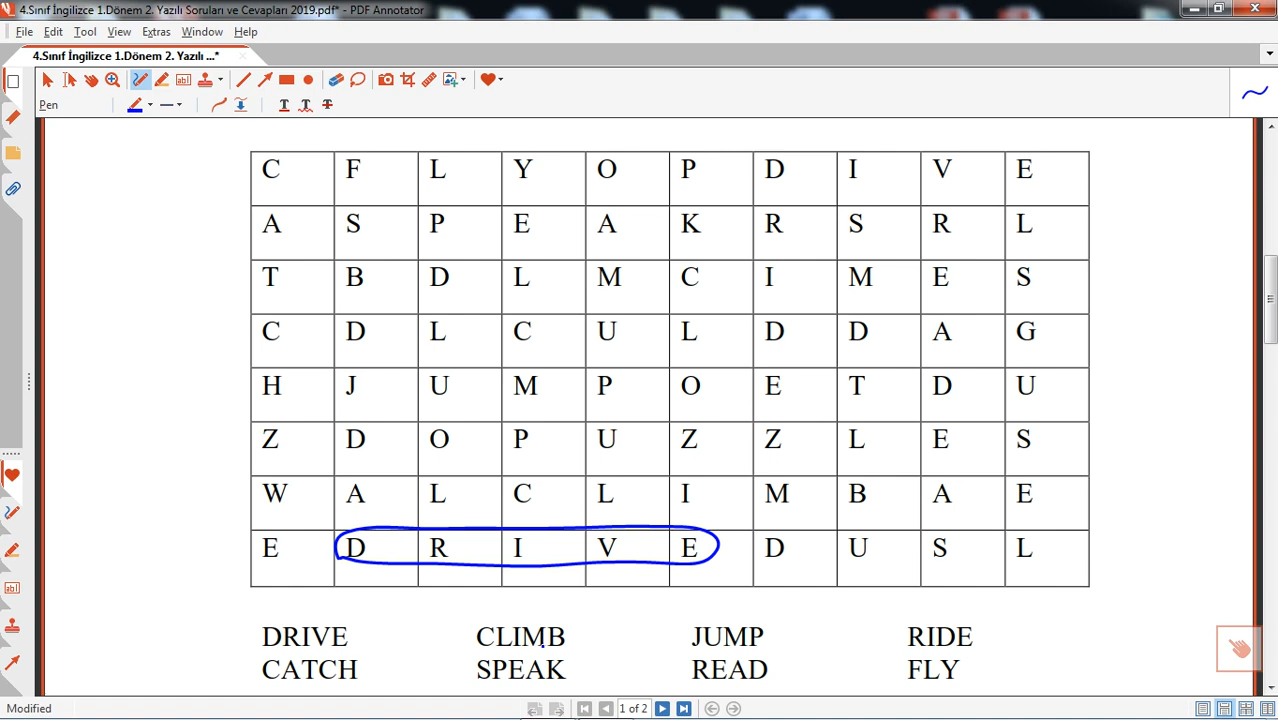 4.Sınıf İngilizce 1.Dönem 2. Yazılı Soruları ve Cevapları 2019.pdf* - PDF Annotator
File Edit Tool View Extras Window Help
4.Sınıf İngilizce 1.Dönem 2. Yazılı ...*
Pen
C F L Y O P D I V E
A S P E A K R S R L
T B D L M C I M E S
C D L C U L D D A G
H J U M P O E T D U
Z D O P U Z Z L E S
W A L C L I M B A E
E D R I V E D U S L
DRIVE CLIMB JUMP RIDE
CATCH SPEAK READ FLY
Modified 1 of 2